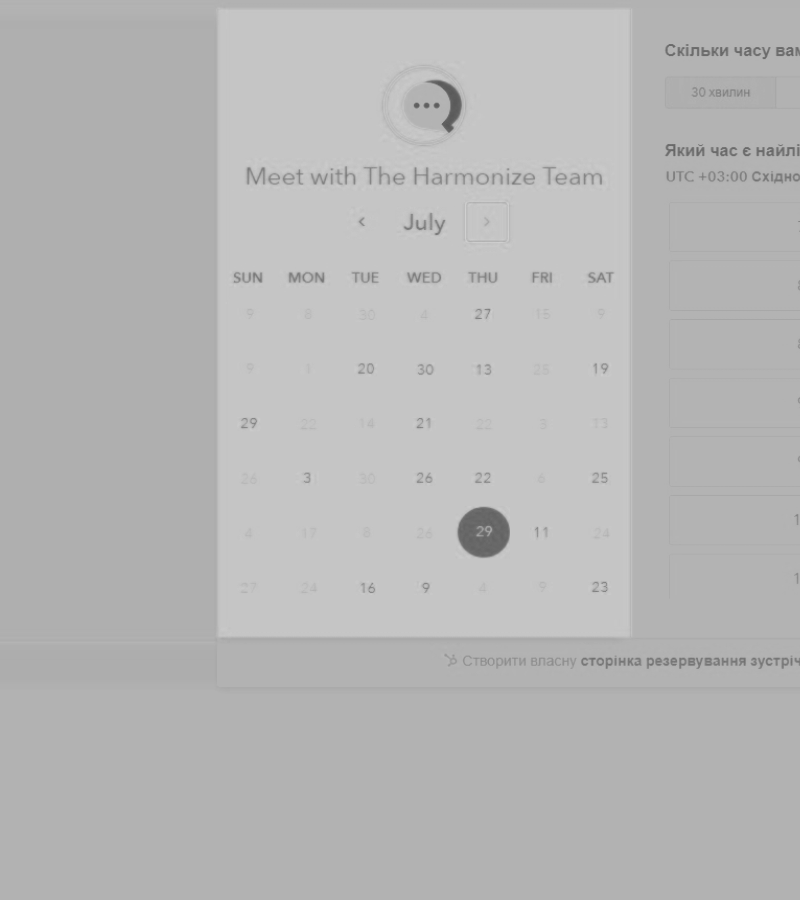 Meet with The Harmonize Team
July
SUN MON TUE WED THU FRI SAT
9 8 30 4 27 15 9
9 1 20 30 13 25 19
29 22 14 21 22 3 13
26 3 30 26 22 6 25
4 17 8 26 29 11 24
27 24 16 9 4 9 23
Скільки часу вам
30 хвилин
Який час є найлі
UTC +03:00 Східно
Створити власну сторінка резервування зустріч